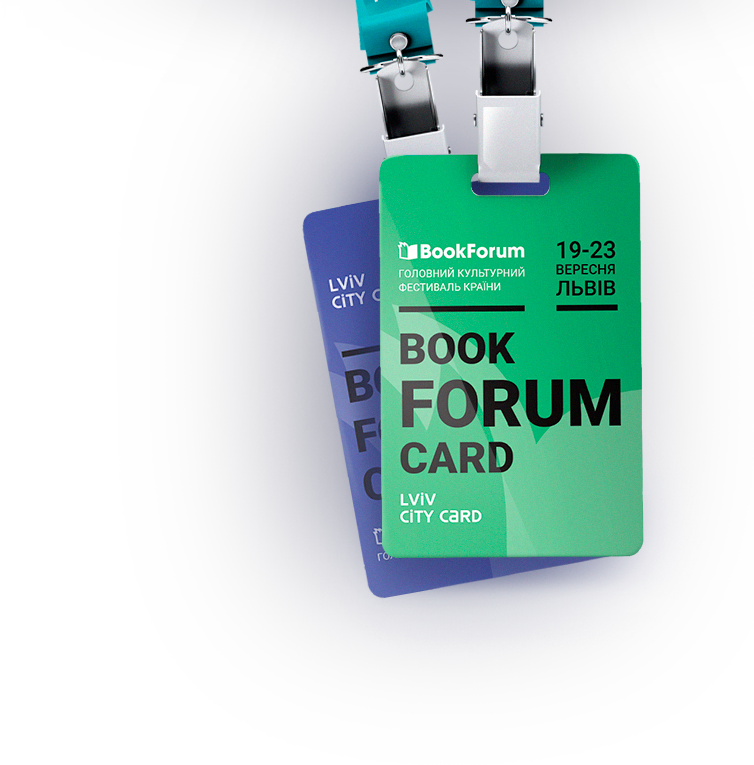 BookForum
ГОЛОВНИЙ КУЛЬТУРНИЙ
ФЕСТИВАЛЬ КРАЇНИ
19-23
ВЕРЕСНЯ
ЛЬВІВ
BOOK
FORUM
CARD
LViV
CiTY CaRD
LViV
CiTY